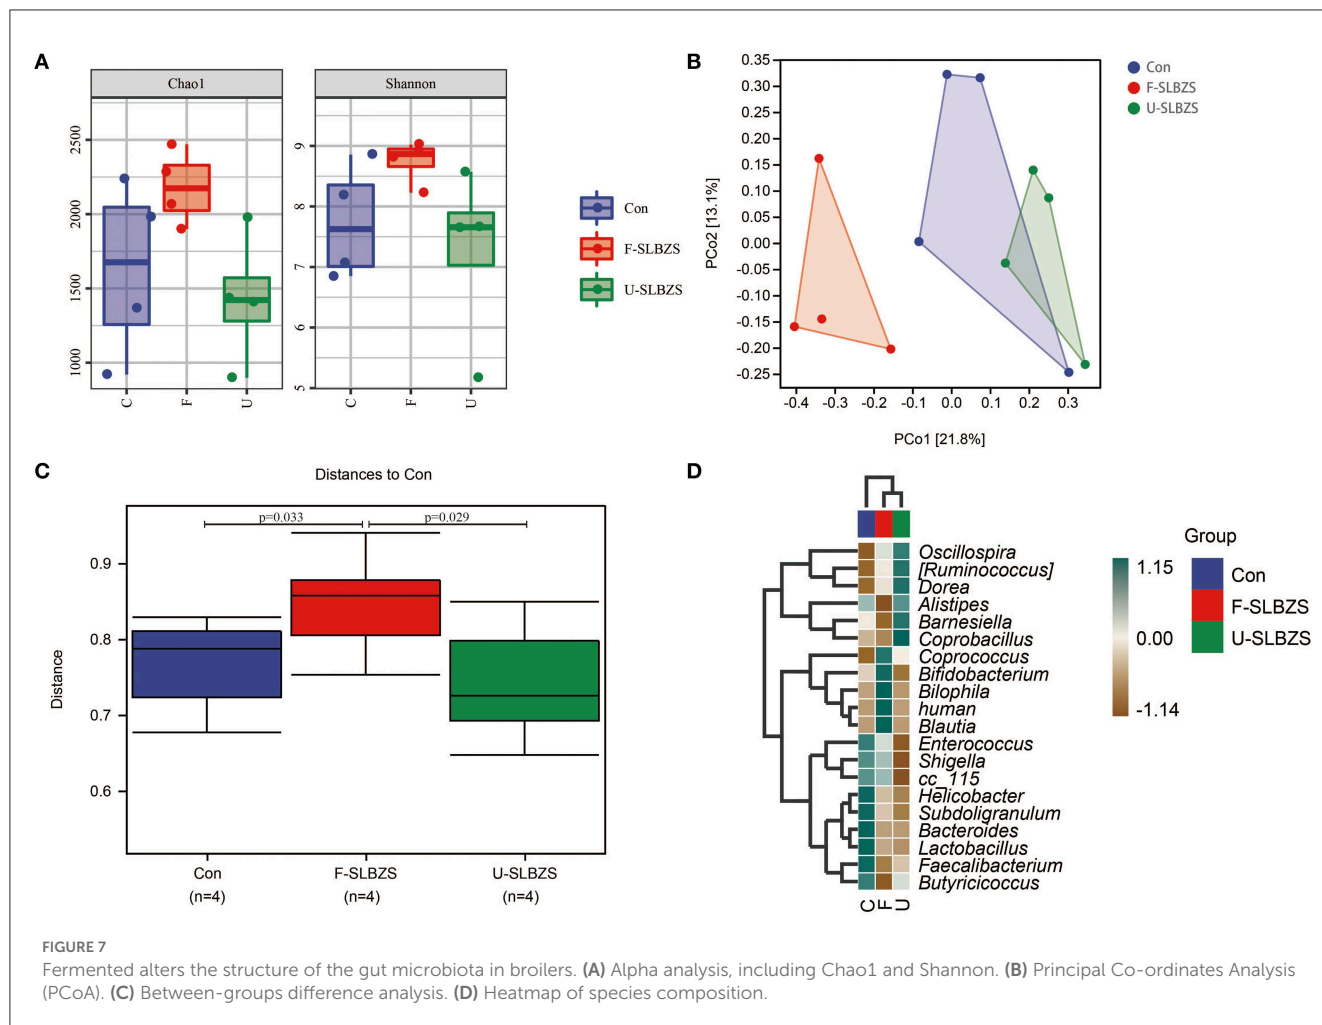 A
Chao1
Shannon
2500
2000
1500
1000
9
8
7
6
5
C
F
U
C
F
U
Con
F-SLBZS
U-SLBZS
B
0.35
0.30
0.25
0.20
0.15
0.10
0.05
0.00
-0.05
-0.10
-0.15
-0.20
-0.25
PCo2 [13.1%]
-0.4 -0.3 -0.2 -0.1 0.0 0.1 0.2 0.3
PCo1 [21.8%]
Con
F-SLBZS
U-SLBZS
C
Distances to Con
p=0.033
p=0.029
0.9
0.8
0.7
0.6
Distance
Con
(n=4)
F-SLBZS
(n=4)
U-SLBZS
(n=4)
D
Oscillospira
[Ruminococcus]
Dorea
Alistipes
Barnesiella
Coprobacillus
Coprococcus
Bifidobacterium
Bilophila
human
Blautia
Enterococcus
Shigella
cc_115
Helicobacter
Subdoligranulum
Bacteroides
Lactobacillus
Faecalibacterium
Butyricicoccus
C
F
U
1.15
0.00
-1.14
Group
Con
F-SLBZS
U-SLBZS
FIGURE 7
Fermented alters the structure of the gut microbiota in broilers. (A) Alpha analysis, including Chao1 and Shannon. (B) Principal Co-ordinates Analysis
(PCoA). (C) Between-groups difference analysis. (D) Heatmap of species composition.